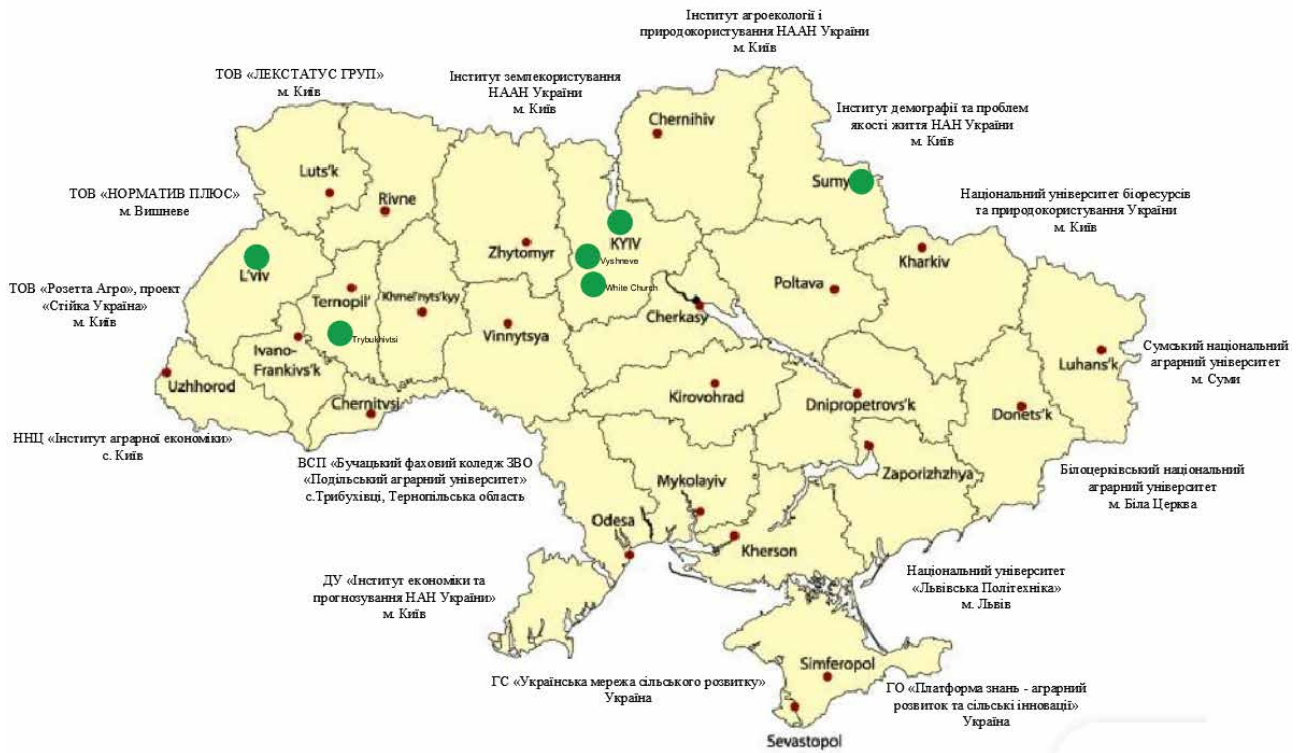 Інститут агроекології і
природокористування НААН України
м. Київ
ТОВ «ЛЕКСТАТУС ГРУП»
м. Київ
Інститут землекористування
НААН України
м. Київ
Інститут демографії та проблем
якості життя НАН України
м. Київ
ТОВ «НОРМАТИВ ПЛЮС»
м. Вишневе
Національний університет біоресурсів
та природокористування України
м. Київ
ТОВ «Розетта Агро», проект
«Стійка Україна»
м. Київ
Сумський національний
аграрний університет
м. Суми
ННЦ «Інститут аграрної економіки»
с. Київ
ВСП «Бучацький фаховий коледж ЗВО
«Подільський аграрний університет»
с.Трибухівці, Тернопільська область
Білоцерківський національний
аграрний університет
м. Біла Церква
ДУ «Інститут економіки та
прогнозування НАН України»
м. Київ
Національний університет
«Львівська Політехніка»
м. Львів
ГС «Українська мережа сільського розвитку»
Україна
ГО «Платформа знань - аграрний
розвиток та сільські інновації»
Україна
Chernihiv
Luts'k
Rivne
Sumy
Zhytomyr
KYIV
Vyshneve
White Church
Kharkiv
L'viv
Ternopil'
Khmel'nyts'kyy
Trybukhivtsi
Poltava
Cherkasy
Vinnytsya
Ivano-
Frankivs'k
Uzhhorod
Chernitvsi
Kirovohrad
Dnipropetrovs'k
Luhans'k
Donets'k
Zaporizhzhya
Mykolayiv
Odesa
Kherson
Simferopol
Sevastopol